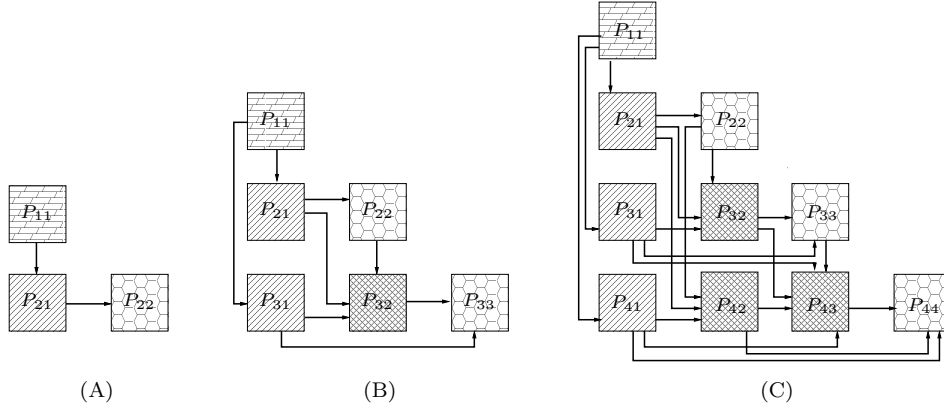 P₁₁
P₂₁ P₂₂
(A)
P₁₁
P₂₁ P₂₂
P₃₁ P₃₂ P₃₃
(B)
P₁₁
P₂₁ P₂₂
P₃₁ P₃₂ P₃₃
P₄₁ P₄₂ P₄₃ P₄₄
(C)